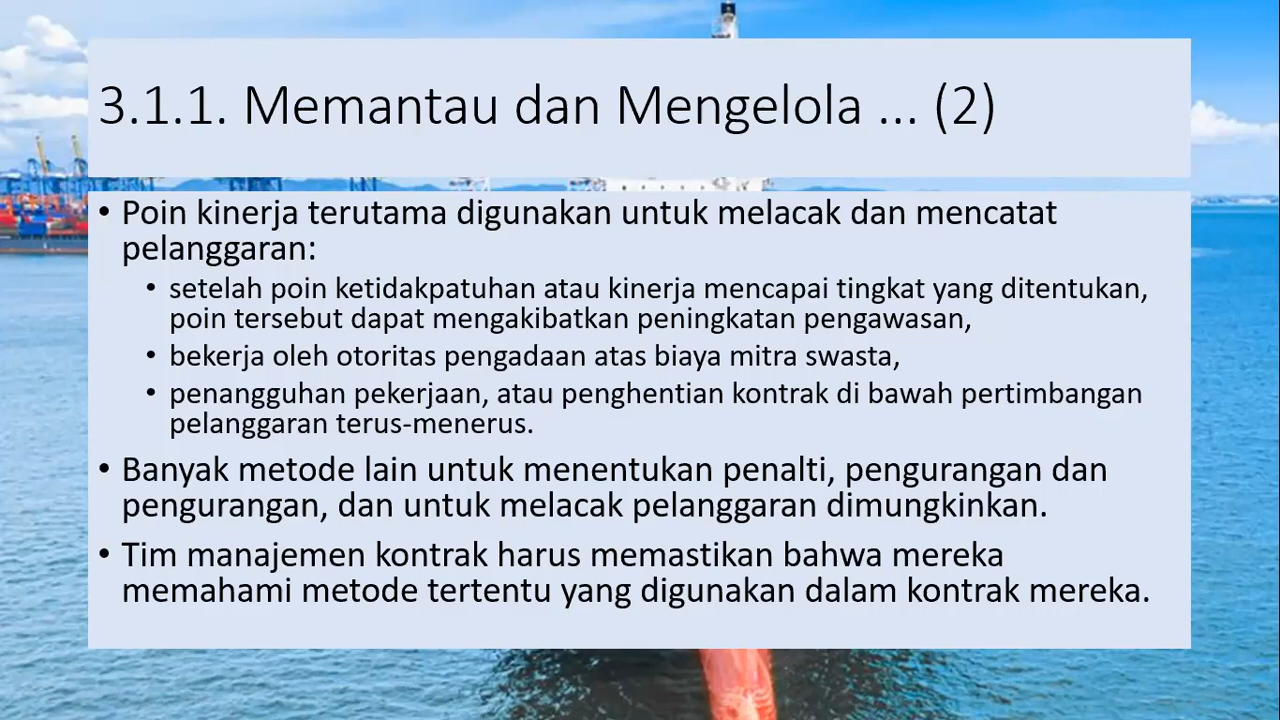 3.1.1. Memantau dan Mengelola ... (2)
• Poin kinerja terutama digunakan untuk melacak dan mencatat
pelanggaran:
• setelah poin ketidakpatuhan atau kinerja mencapai tingkat yang ditentukan,
poin tersebut dapat mengakibatkan peningkatan pengawasan,
• bekerja oleh otoritas pengadaan atas biaya mitra swasta,
• penangguhan pekerjaan, atau penghentian kontrak di bawah pertimbangan
pelanggaran terus-menerus.
• Banyak metode lain untuk menentukan penalti, pengurangan dan
pengurangan, dan untuk melacak pelanggaran dimungkinkan.
• Tim manajemen kontrak harus memastikan bahwa mereka
memahami metode tertentu yang digunakan dalam kontrak mereka.